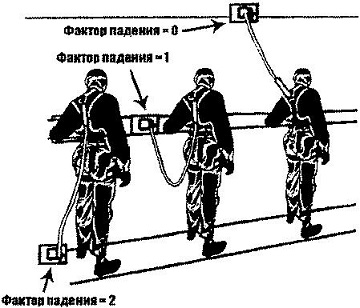 Фактор падения = 0
Фактор падения = 1
Фактор падения = 2